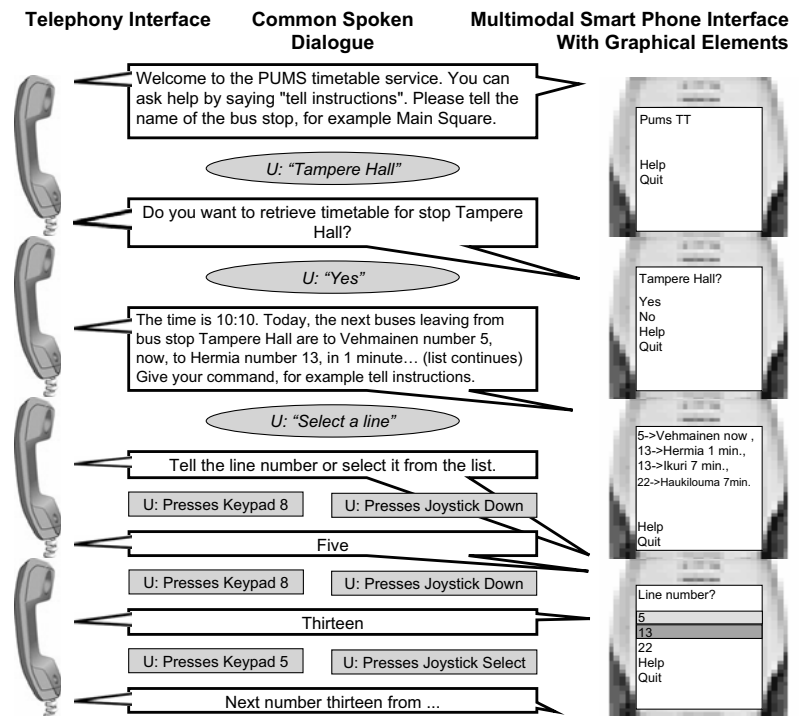 Telephony Interface
Common Spoken
Dialogue
Multimodal Smart Phone Interface
With Graphical Elements
Welcome to the PUMS timetable service. You can
ask help by saying "tell instructions". Please tell the
name of the bus stop, for example Main Square.
Pums TT
Help
Quit
U: “Tampere Hall”
Do you want to retrieve timetable for stop Tampere
Hall?
U: “Yes”
Tampere Hall?
Yes
No
Help
Quit
The time is 10:10. Today, the next buses leaving from
bus stop Tampere Hall are to Vehmainen number 5,
now, to Hermia number 13, in 1 minute… (list continues)
Give your command, for example tell instructions.
U: “Select a line”
5->Vehmainen now ,
13->Hermia 1 min.,
13->Ikuri 7 min.,
22->Haukilouma 7min.
Help
Quit
Tell the line number or select it from the list.
U: Presses Keypad 8
U: Presses Joystick Down
Five
U: Presses Keypad 8
U: Presses Joystick Down
Line number?
5
13
22
Help
Quit
Thirteen
U: Presses Keypad 5
U: Presses Joystick Select
Next number thirteen from ...